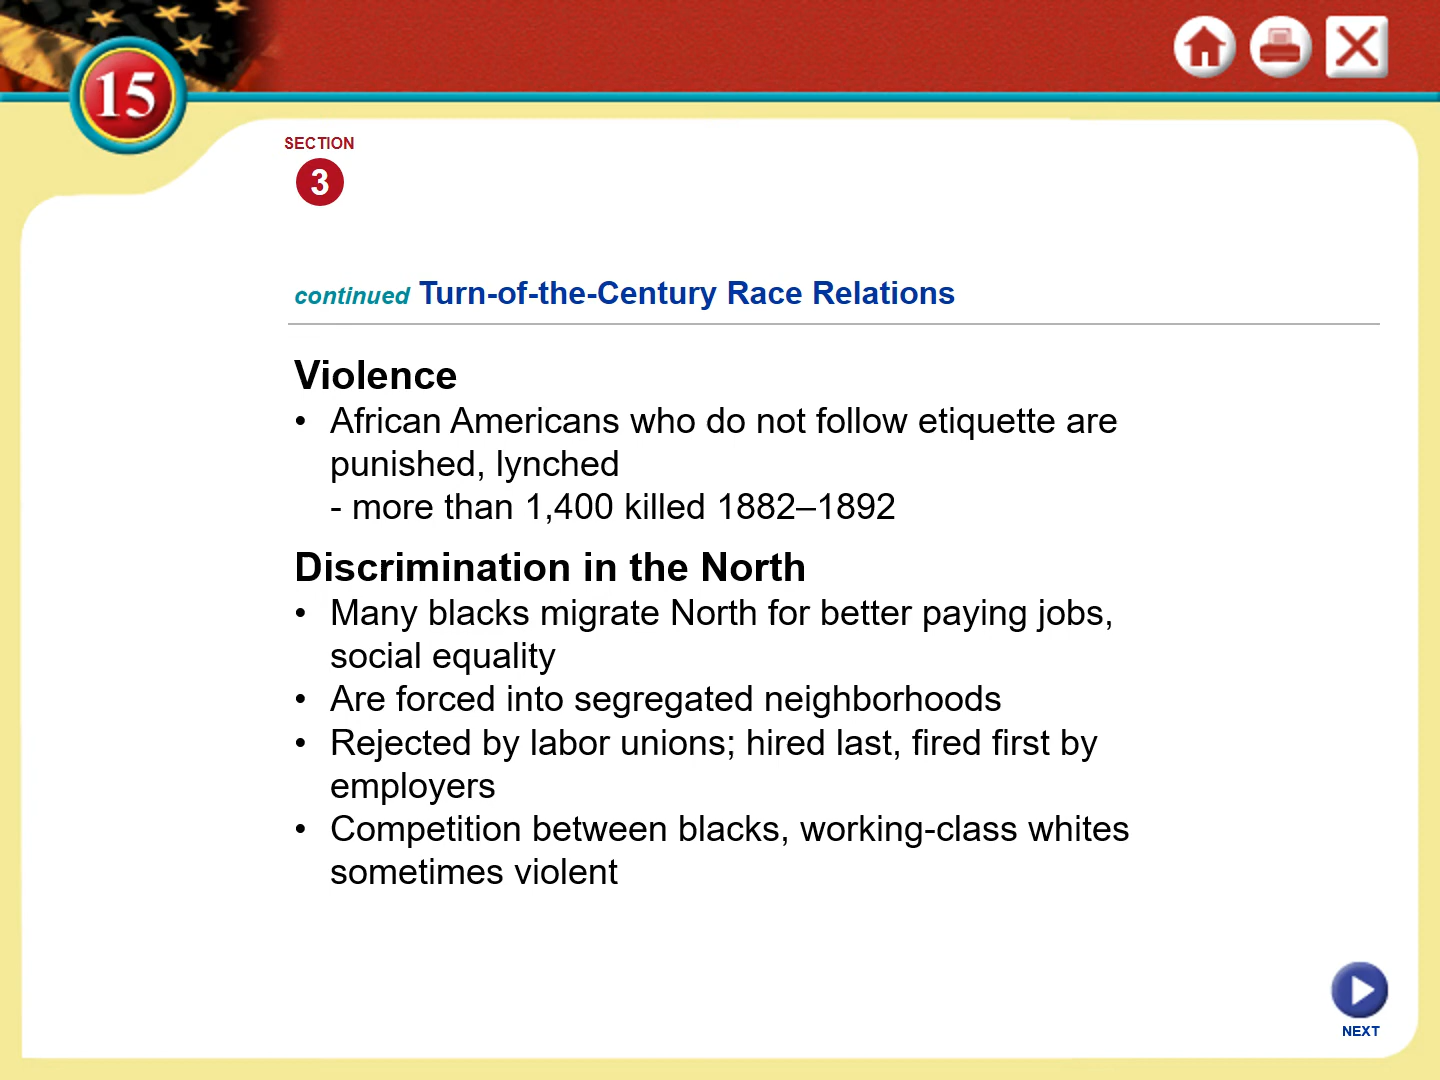 15
SECTION
3
continued Turn-of-the-Century Race Relations
Violence
• African Americans who do not follow etiquette are
punished, lynched
- more than 1,400 killed 1882–1892
Discrimination in the North
• Many blacks migrate North for better paying jobs,
social equality
• Are forced into segregated neighborhoods
• Rejected by labor unions; hired last, fired first by
employers
• Competition between blacks, working-class whites
sometimes violent
NEXT